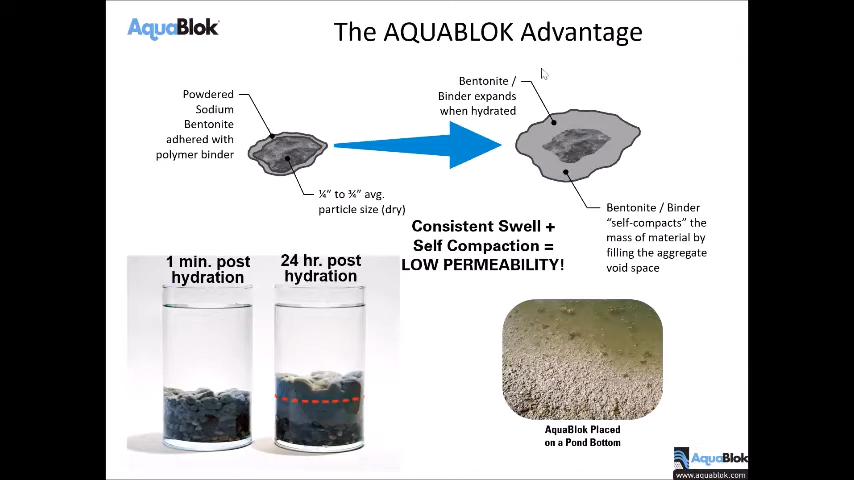 AquaBlok
The AQUABLOK Advantage
Powdered
Sodium
Bentonite
adhered with
polymer binder
Bentonite /
Binder expands
when hydrated
¼" to ¾" avg.
particle size (dry)
Bentonite / Binder
"self-compacts" the
mass of material by
filling the aggregate
void space
Consistent Swell +
Self Compaction =
LOW PERMEABILITY!
1 min. post
hydration
24 hr. post
hydration
AquaBlok Placed
on a Pond Bottom
AquaBlok
www.aquablok.com